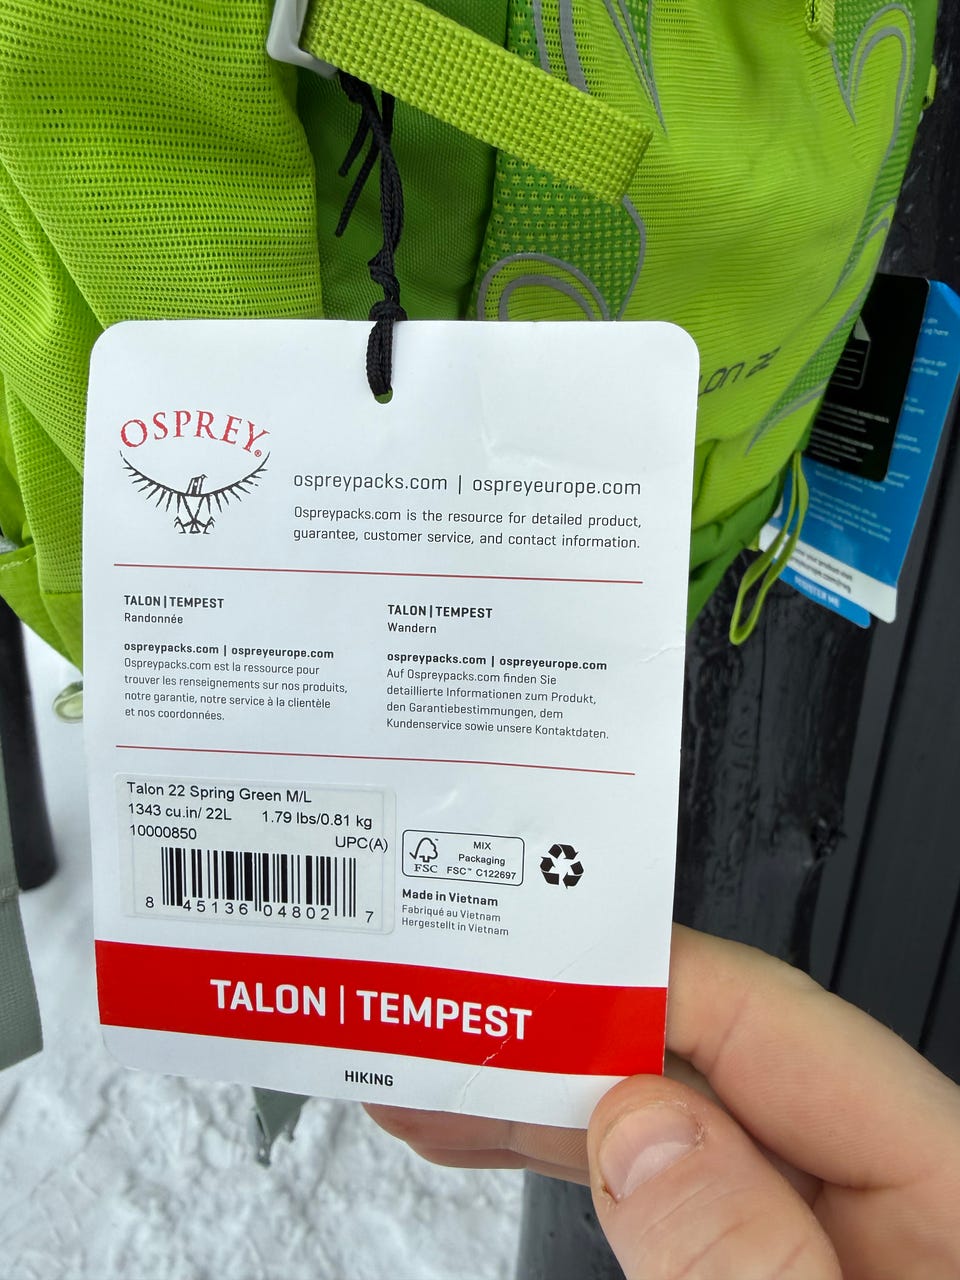 OSPREY®
ospreypacks.com | ospreyeurope.com
Ospreypacks.com is the resource for detailed product,
guarantee, customer service, and contact information.
TALON | TEMPEST
Randonnée
ospreypacks.com | ospreyeurope.com
Ospreypacks.com est la ressource pour
trouver les renseignements sur nos produits,
notre garantie, notre service à la clientèle
et nos coordonnées.
TALON | TEMPEST
Wandern
ospreypacks.com | ospreyeurope.com
Auf Ospreypacks.com finden Sie
detaillierte Informationen zum Produkt,
den Garantiebestimmungen, dem
Kundenservice sowie unsere Kontaktdaten.
Talon 22 Spring Green M/L
1343 cu.in/ 22L 1.79 lbs/0.81 kg
10000850 UPC(A)
8 45136 04802 7
FSC
MIX
Packaging
FSC™ C122697
Made in Vietnam
Fabriqué au Vietnam
Hergestellt in Vietnam
TALON | TEMPEST
HIKING
REGISTER ME